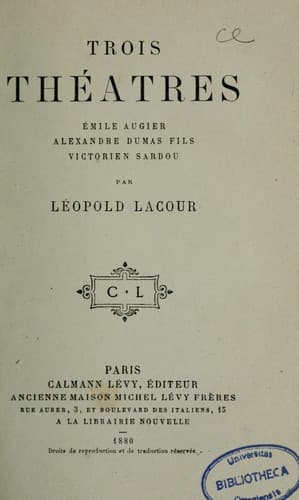 ce
TROIS
THÉATRES
ÉMILE AUGIER
ALEXANDRE DUMAS FILS
VICTORIEN SARDOU
PAR
LÉOPOLD LACOUR
C · L
PARIS
CALMANN LÉVY, ÉDITEUR
ANCIENNE MAISON MICHEL LÉVY FRÈRES
RUE AUBER, 3, ET BOULEVARD DES ITALIENS, 15
A LA LIBRAIRIE NOUVELLE
1880
Droits de reproduction et de traduction réservés.
Universitas
BIBLIOTHECA